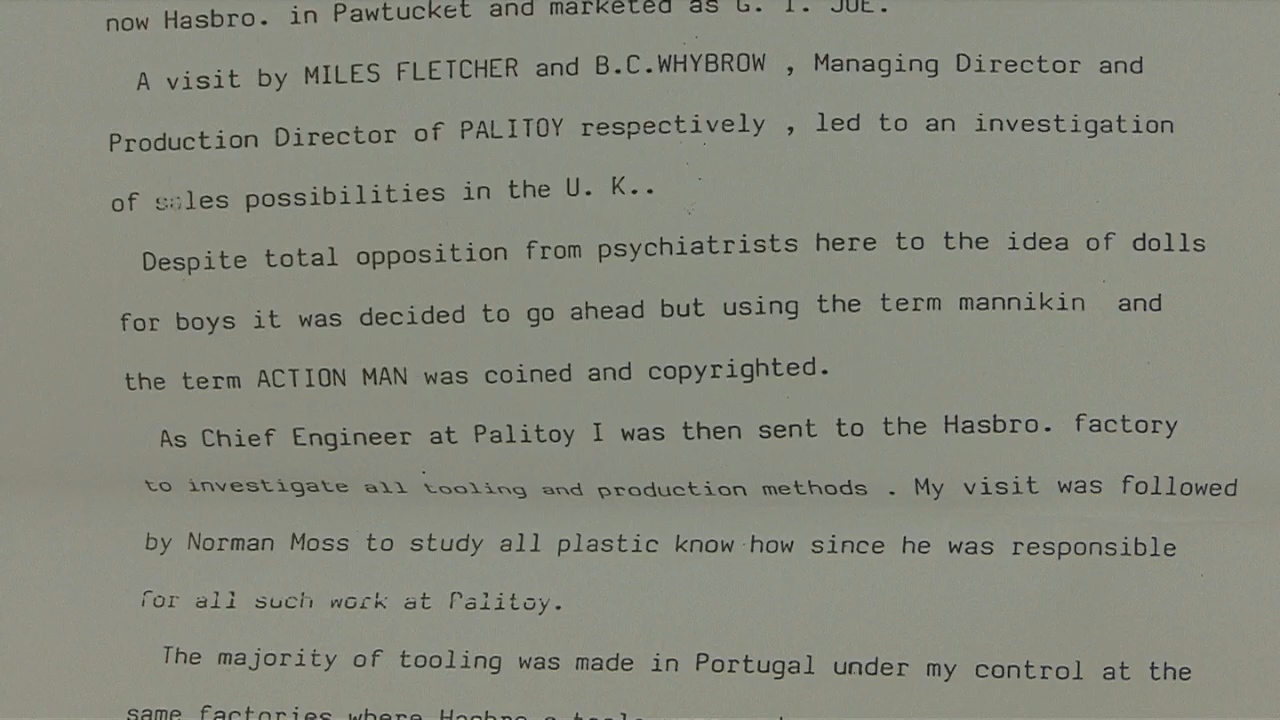 now Hasbro. in Pawtucket and marketed as G. I. JOE.
A visit by MILES FLETCHER and B.C.WHYBROW , Managing Director and
Production Director of PALITOY respectively , led to an investigation
of sales possibilities in the U. K..
Despite total opposition from psychiatrists here to the idea of dolls
for boys it was decided to go ahead but using the term mannikin and
the term ACTION MAN was coined and copyrighted.
As Chief Engineer at Palitoy I was then sent to the Hasbro. factory
to investigate all tooling and production methods . My visit was followed
by Norman Moss to study all plastic know how since he was responsible
for all such work at Palitoy.
The majority of tooling was made in Portugal under my control at the
same factories where